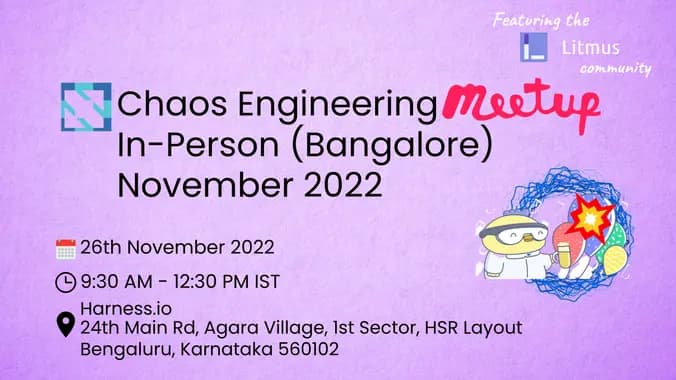 Featuring the
Litmus
community
Chaos Engineering Meetup
In-Person (Bangalore)
November 2022
26th November 2022
9:30 AM - 12:30 PM IST
Harness.io
24th Main Rd, Agara Village, 1st Sector, HSR Layout
Bengaluru, Karnataka 560102